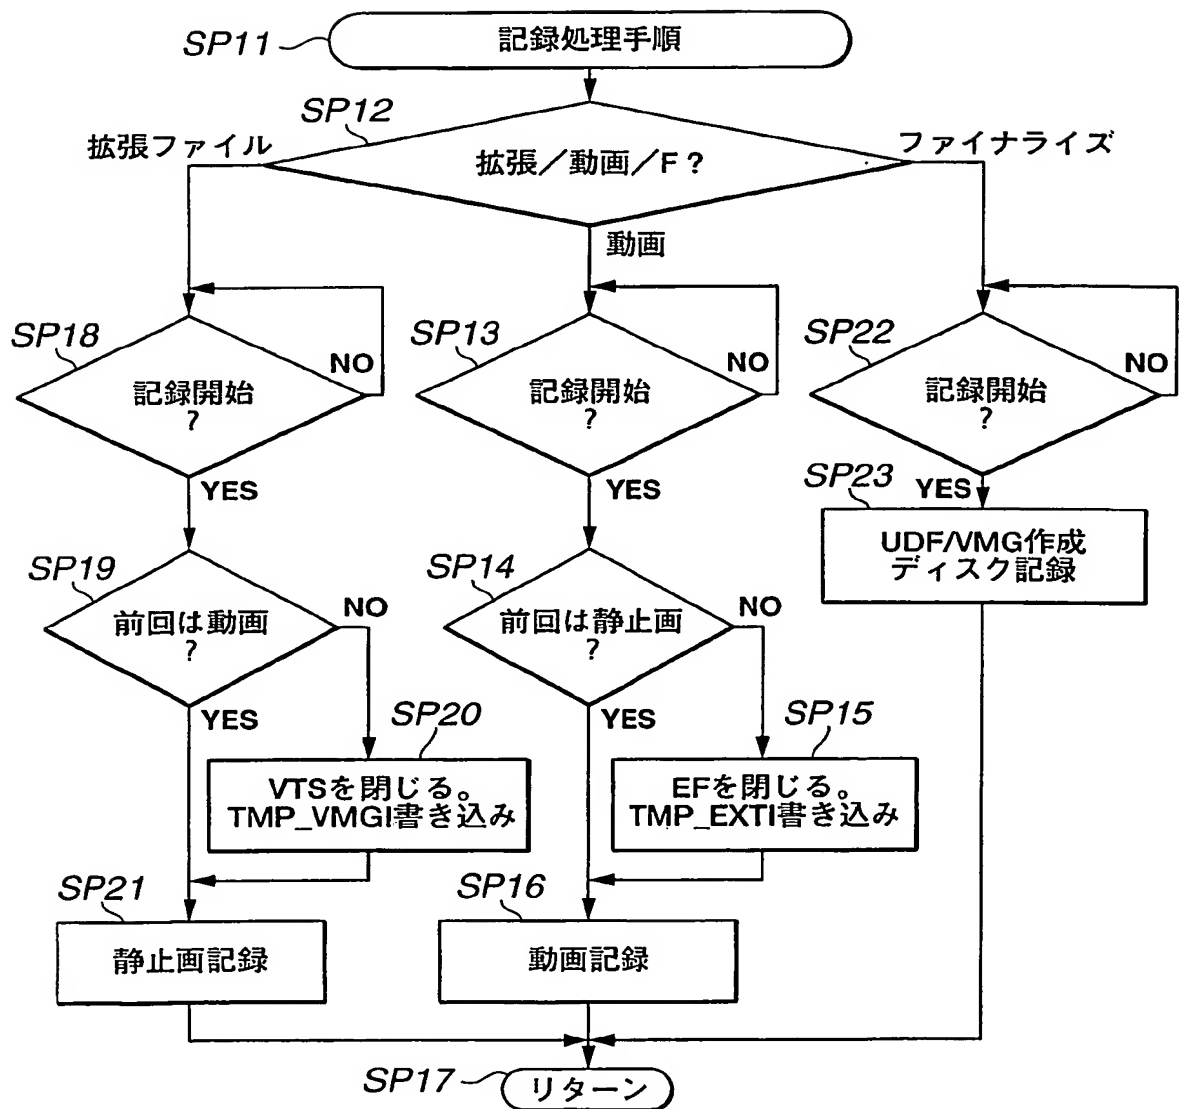 SP11
記録処理手順
SP12
拡張ファイル
拡張／動画／F？
ファイナライズ
動画
SP18
記録開始
？
NO
YES
SP13
記録開始
？
NO
YES
SP22
記録開始
？
NO
YES
SP23
UDF/VMG作成
ディスク記録
SP19
前回は動画
？
NO
YES
SP14
前回は静止画
？
NO
YES
SP20
VTSを閉じる。
TMP_VMGI書き込み
SP15
EFを閉じる。
TMP_EXTI書き込み
SP21
静止画記録
SP16
動画記録
SP17
リターン